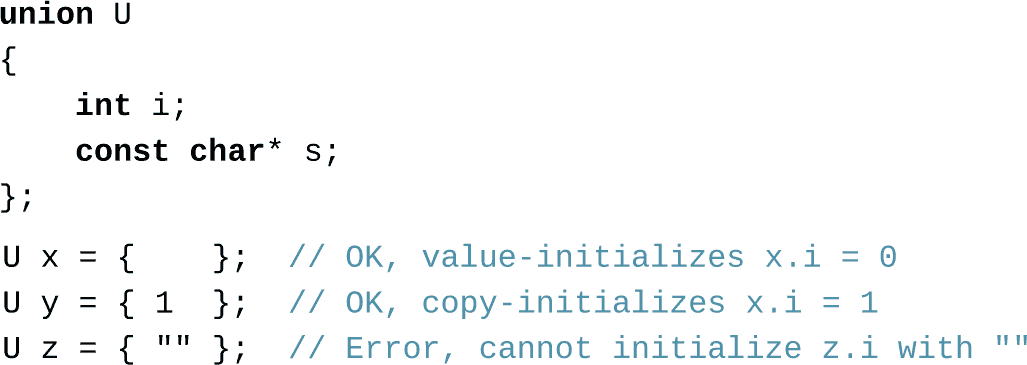 union U
{
    int i;
    const char* s;
};
U x = {    };  // OK, value-initializes x.i = 0
U y = { 1  };  // OK, copy-initializes x.i = 1
U z = { "" };  // Error, cannot initialize z.i with ""